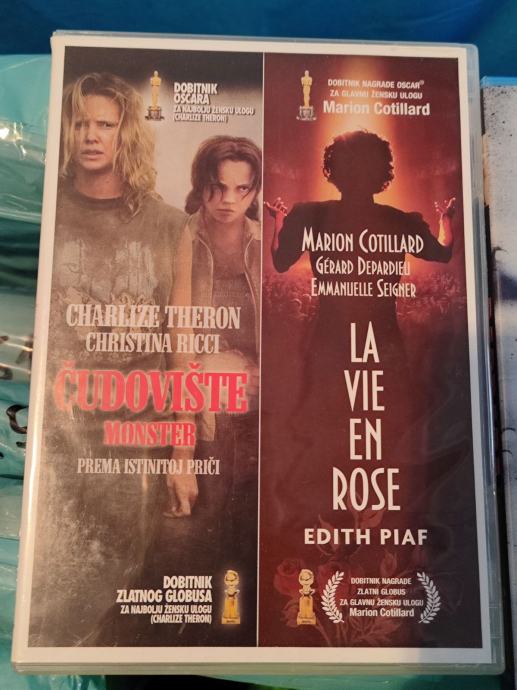 DOBITNIK
OSCARA
ZA NAJBOLJU ŽENSKU ULOGU
(CHARLIZE THERON)
CHARLIZE THERON
CHRISTINA RICCI
ČUDOVIŠTE
MONSTER
PREMA ISTINITOJ PRIČI
DOBITNIK
ZLATNOG GLOBUSA
ZA NAJBOLJU ŽENSKU ULOGU
(CHARLIZE THERON)
DOBITNIK NAGRADE OSCAR®
ZA GLAVNU ŽENSKU ULOGU
Marion Cotillard
MARION COTILLARD
GÉRARD DEPARDIEU
EMMANUELLE SEIGNER
LA
VIE
EN
ROSE
EDITH PIAF
DOBITNIK NAGRADE
ZLATNI GLOBUS
ZA GLAVNU ŽENSKU ULOGU
Marion Cotillard